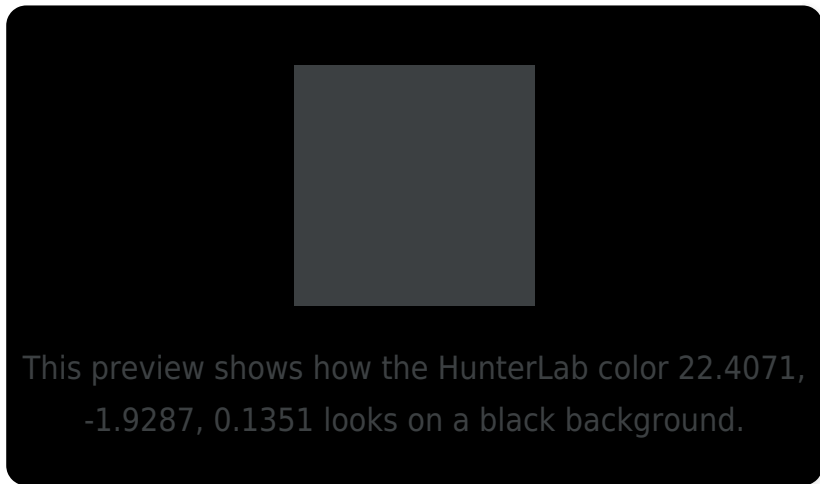 This preview shows how the HunterLab color 22.4071,
-1.9287, 0.1351 looks on a black background.